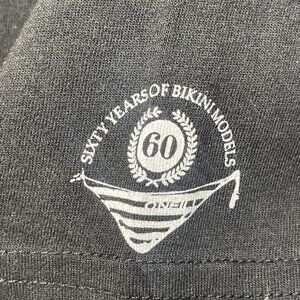 SIXTY YEARS OF BIKINI MODELS
60
O'NEILL